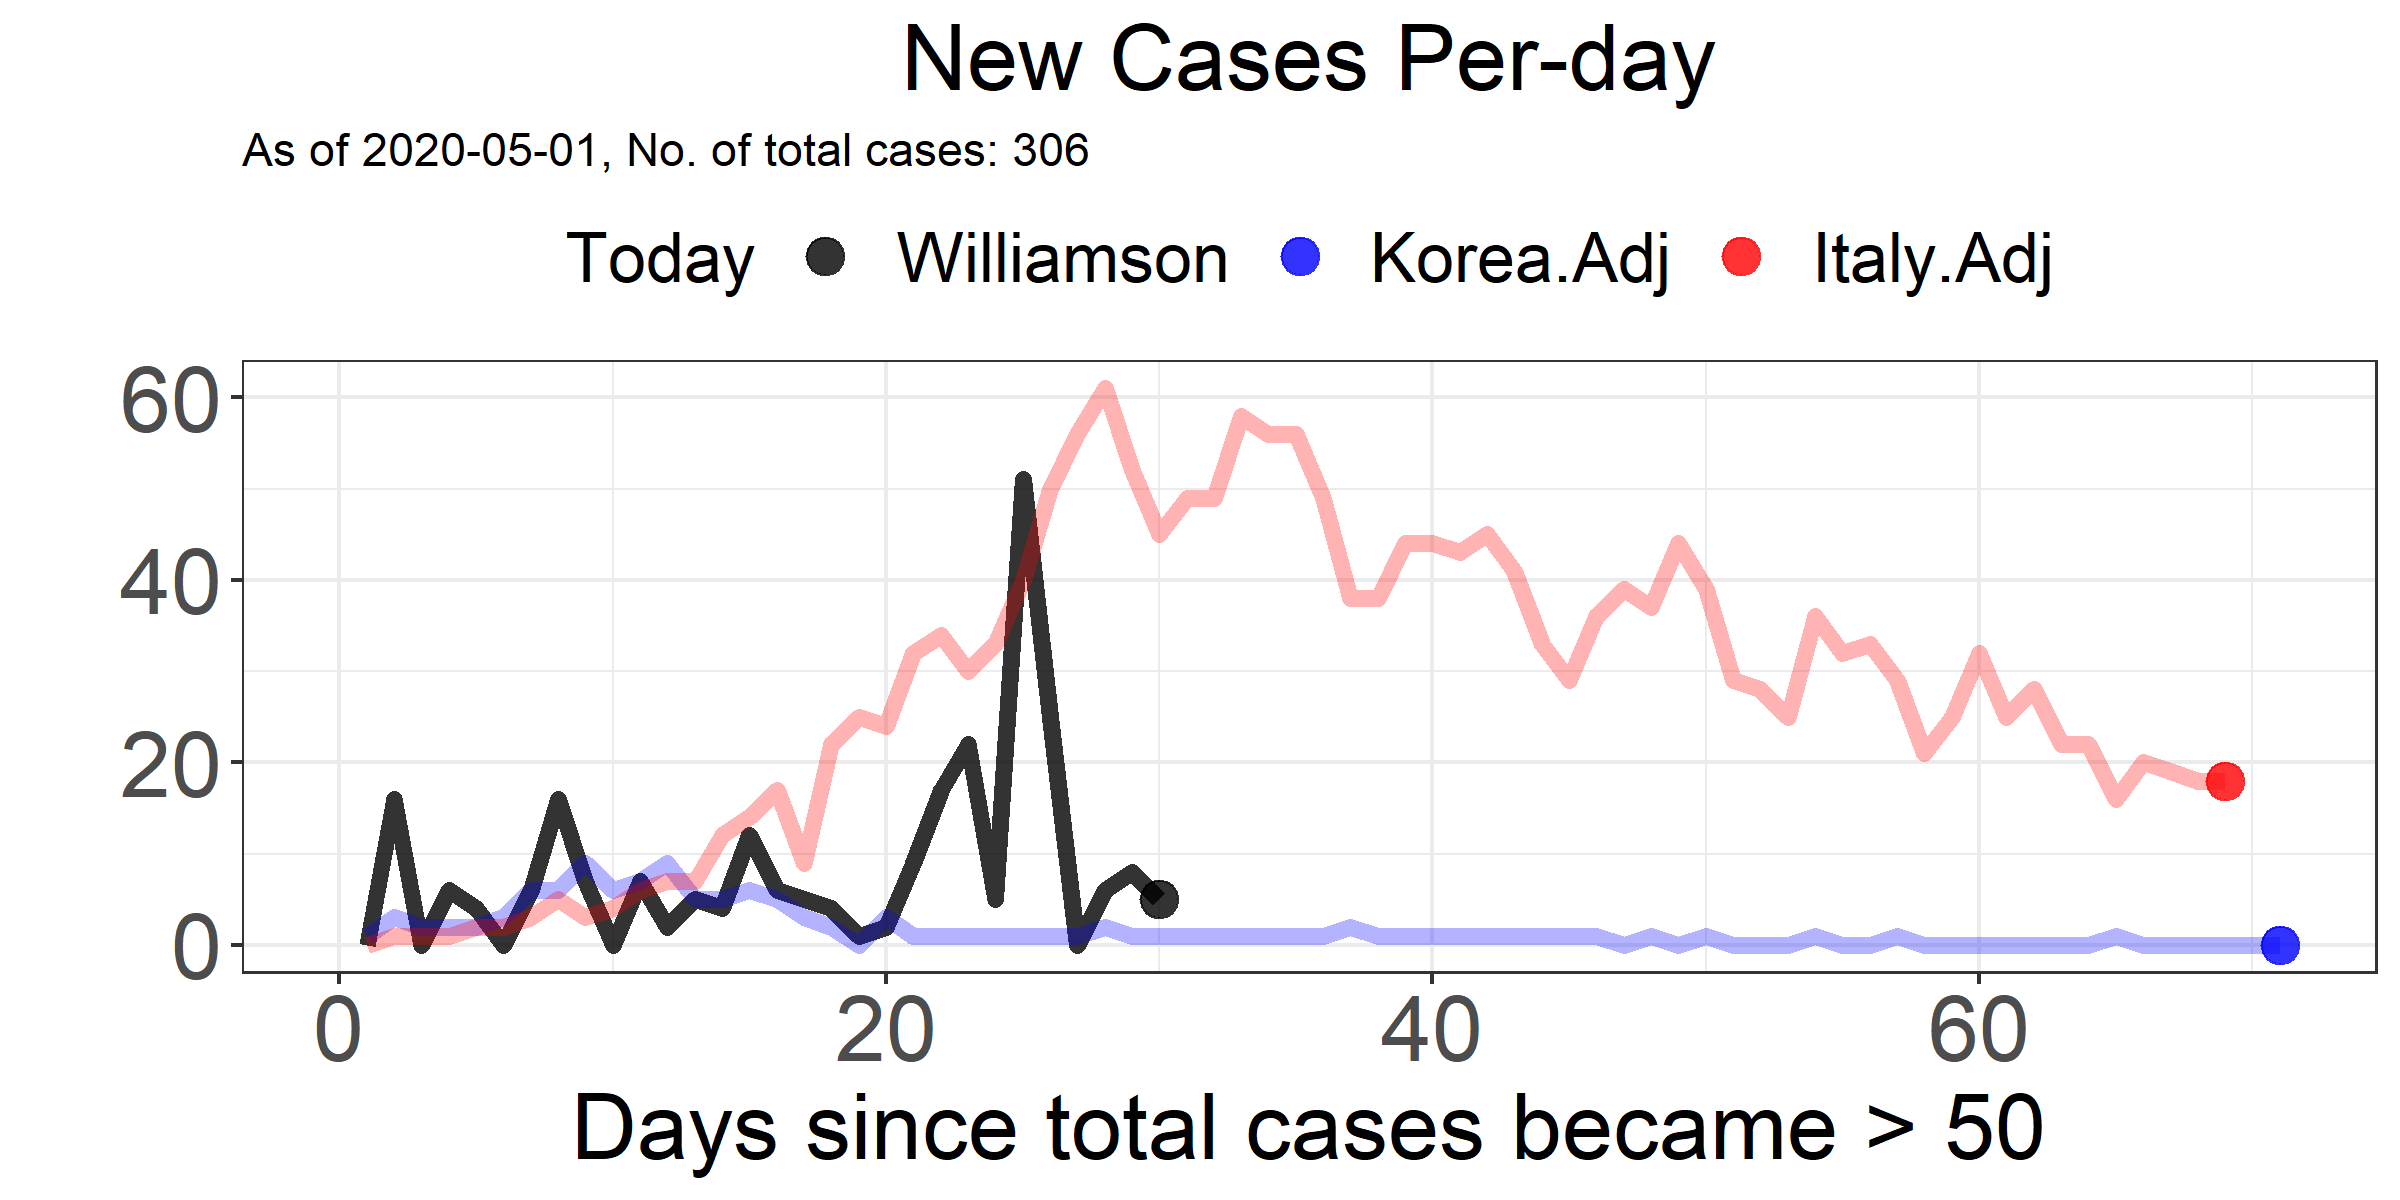 New Cases Per-day
As of 2020-05-01, No. of total cases: 306
Today Williamson Korea.Adj Italy.Adj
60
40
20
0
0 20 40 60
Days since total cases became > 50